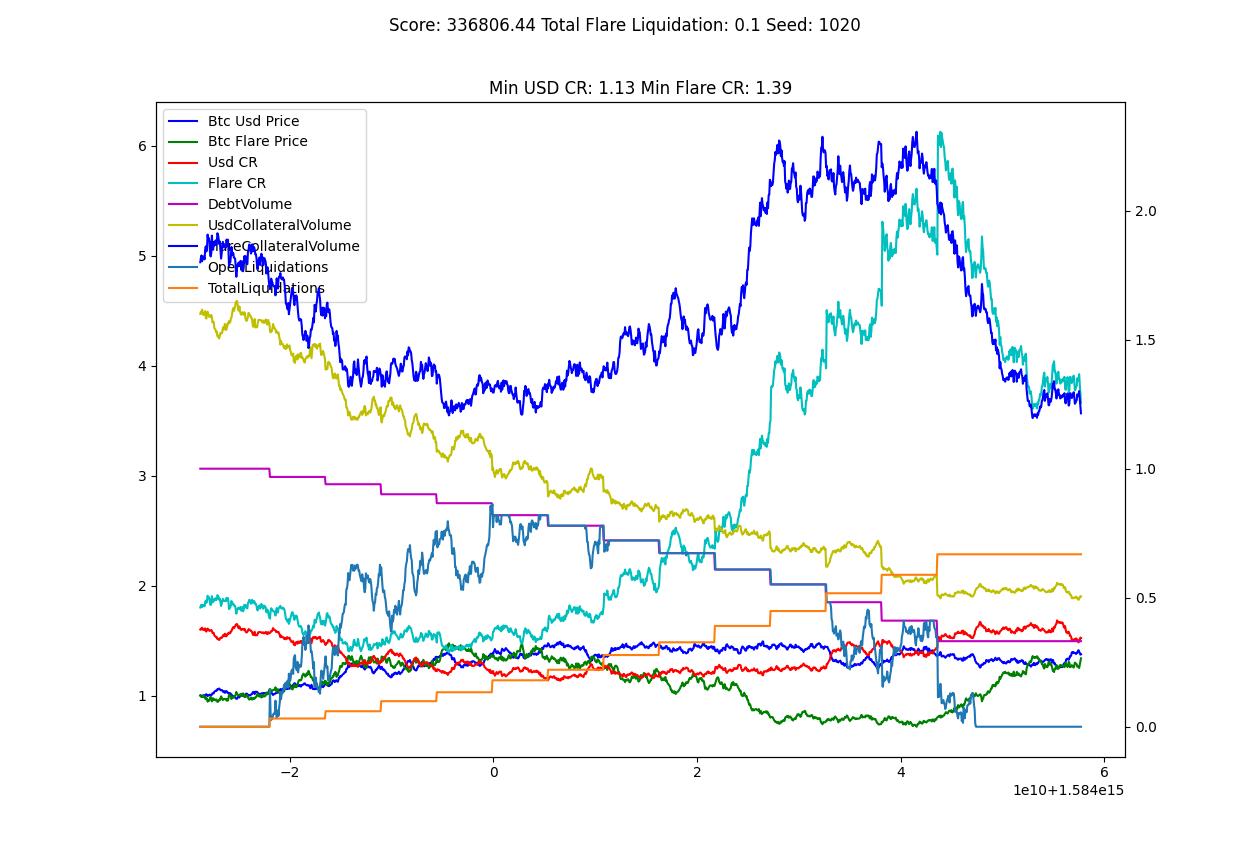 Score: 336806.44 Total Flare Liquidation: 0.1 Seed: 1020
Min USD CR: 1.13 Min Flare CR: 1.39
Btc Usd Price
Btc Flare Price
Usd CR
Flare CR
DebtVolume
UsdCollateralVolume
FlareCollateralVolume
OpenLiquidations
TotalLiquidations
6
5
4
3
2
1
2.0
1.5
1.0
0.5
0.0
−2 0 2 4 6
1e10+1.584e15